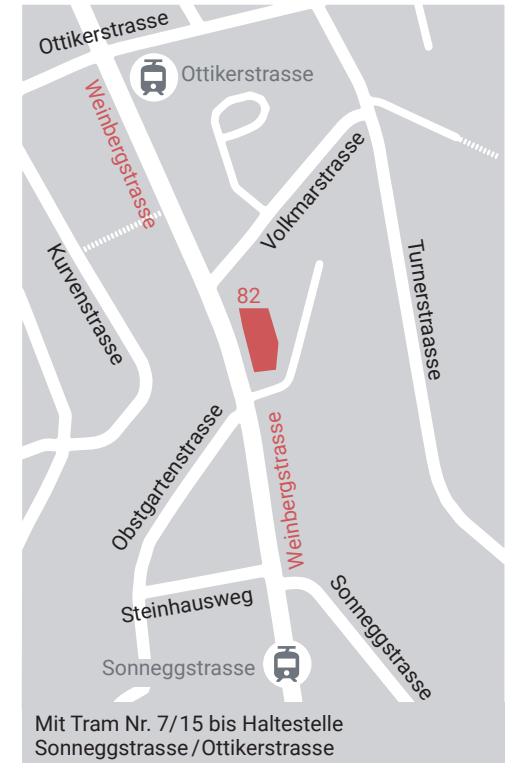 Ottikerstrasse
Ottikerstrasse
Weinbergstrasse
Volkmarstrasse
Kurvenstrasse
Turnerstraasse
82
Obstgartenstrasse
Weinbergstrasse
Steinhausweg
Sonneggstrasse
Sonneggstrasse
Mit Tram Nr. 7/15 bis Haltestelle
Sonneggstrasse/Ottikerstrasse